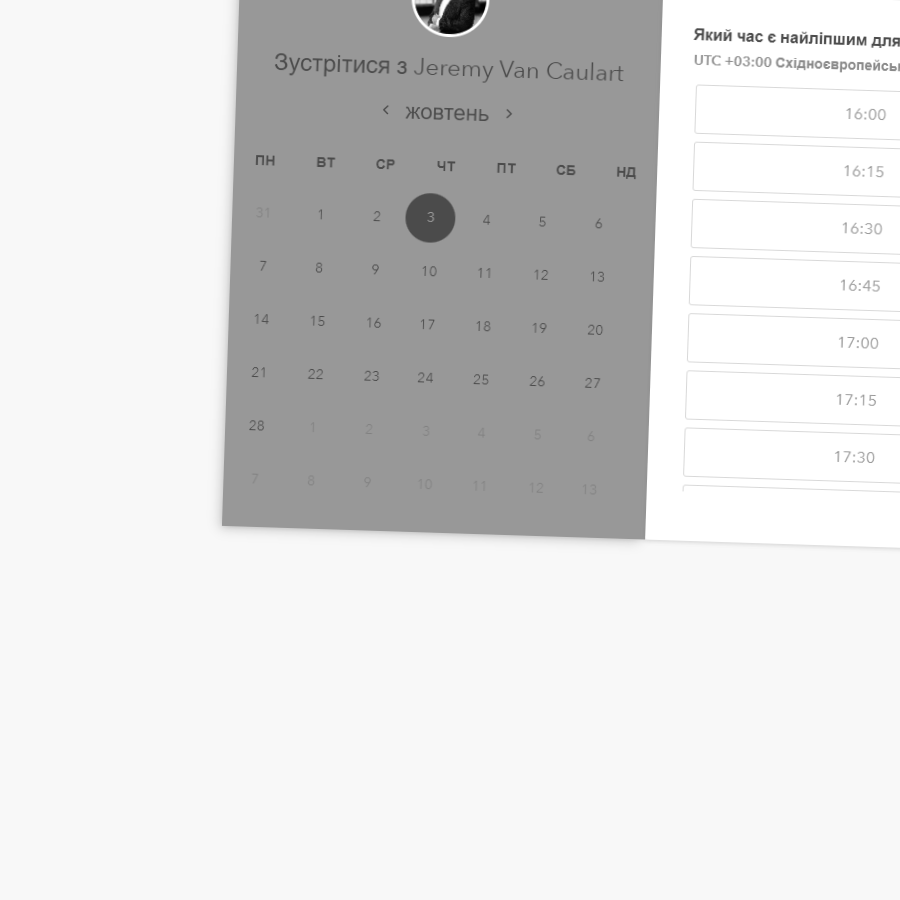 Зустрітися з Jeremy Van Caulart
‹ жовтень ›
ПН ВТ СР ЧТ ПТ СБ НД
31 1 2 3 4 5 6
7 8 9 10 11 12 13
14 15 16 17 18 19 20
21 22 23 24 25 26 27
28 1 2 3 4 5 6
7 8 9 10 11 12 13
Який час є найліпшим для
UTC +03:00
16:00
16:15
16:30
16:45
17:00
17:15
17:30